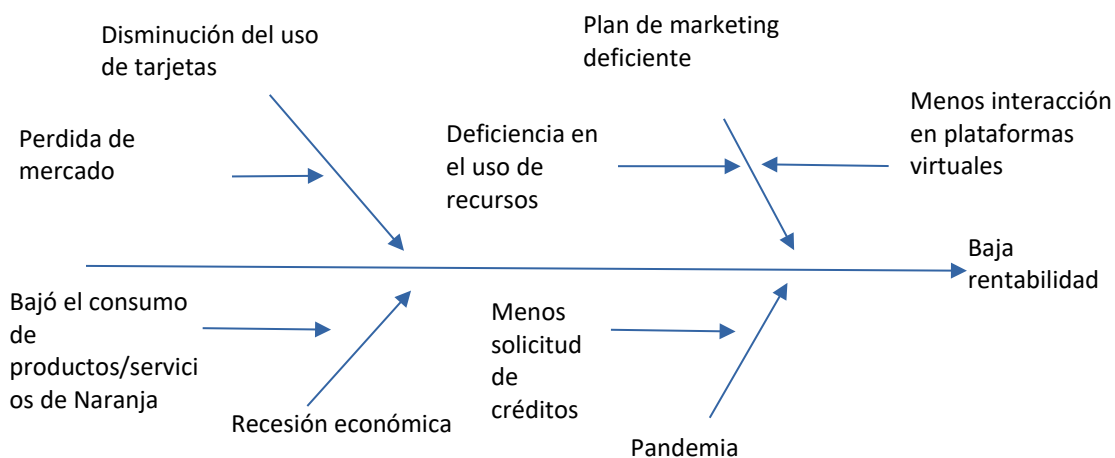 Disminución del uso
de tarjetas
Plan de marketing
deficiente
Perdida de
mercado
Deficiencia en
el uso de
recursos
Menos interacción
en plataformas
virtuales
Baja
rentabilidad
Bajó el consumo
de
productos/servici
os de Naranja
Recesión económica
Menos
solicitud
de
créditos
Pandemia